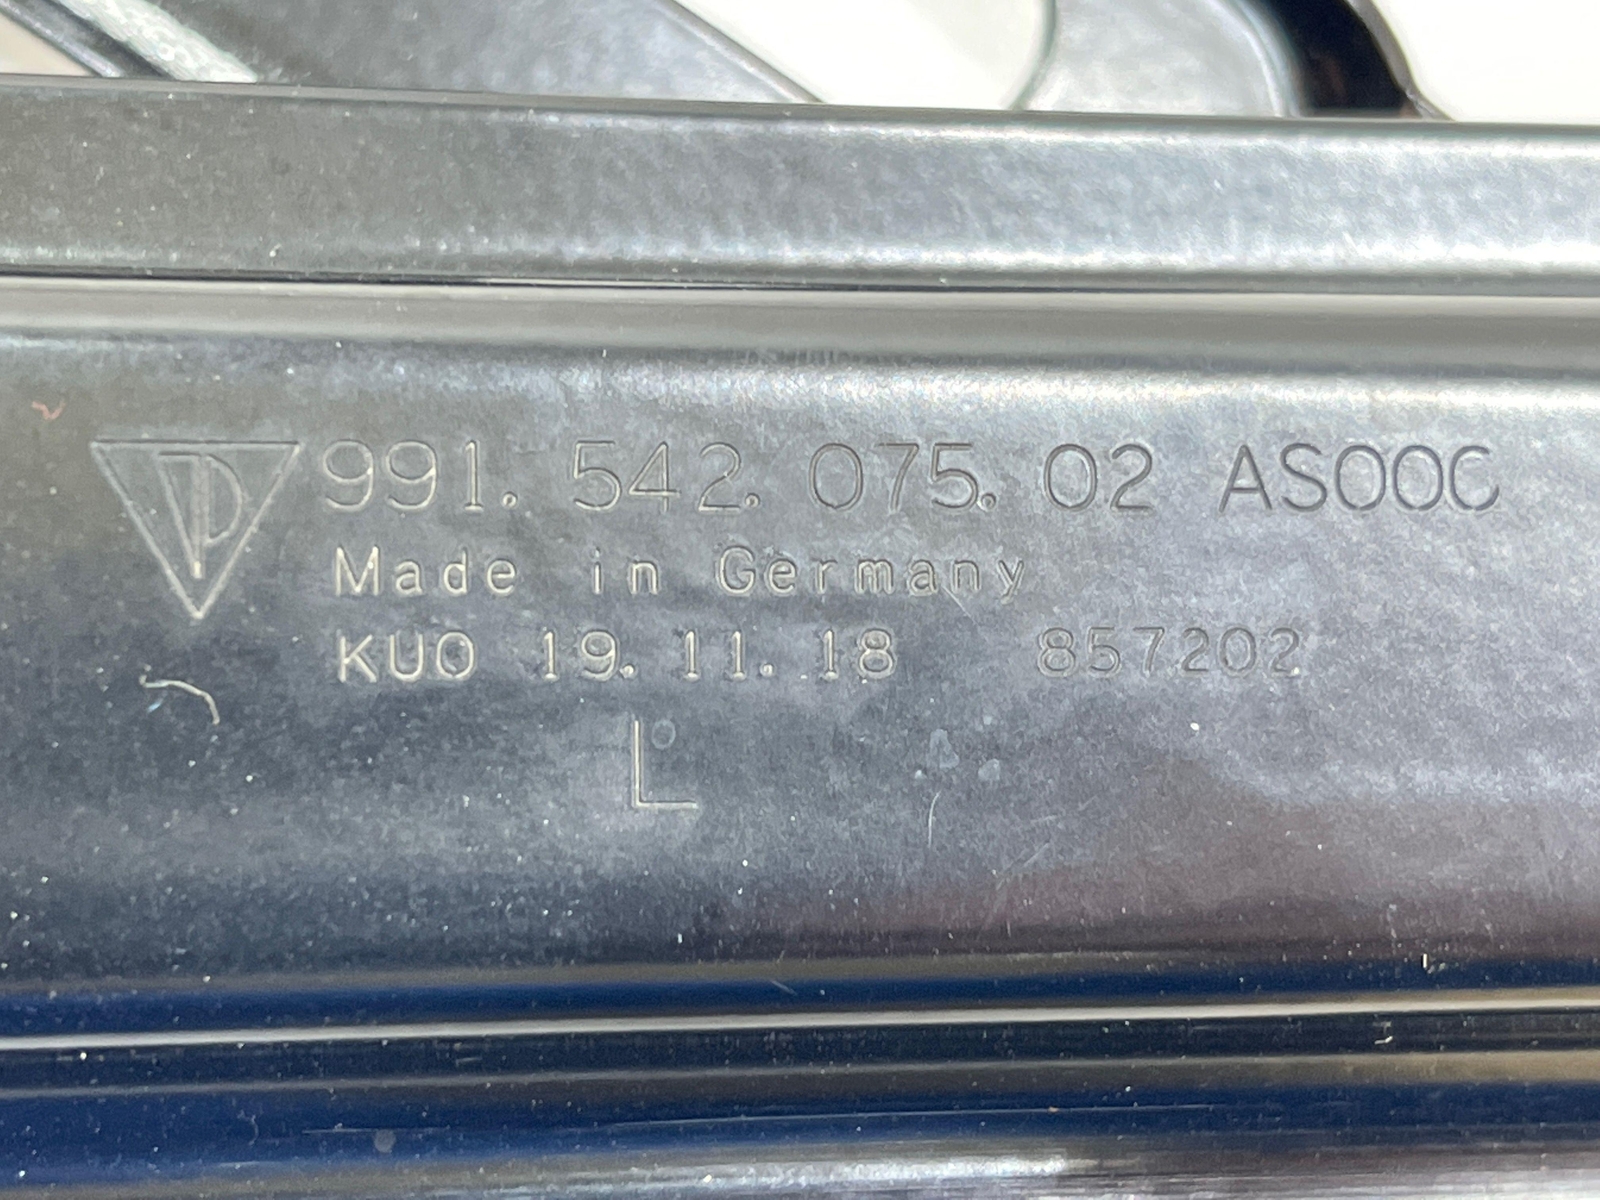 991. 542. 075. 02 AS00C
Made in Germany
KUO 19. 11. 18 857202
L